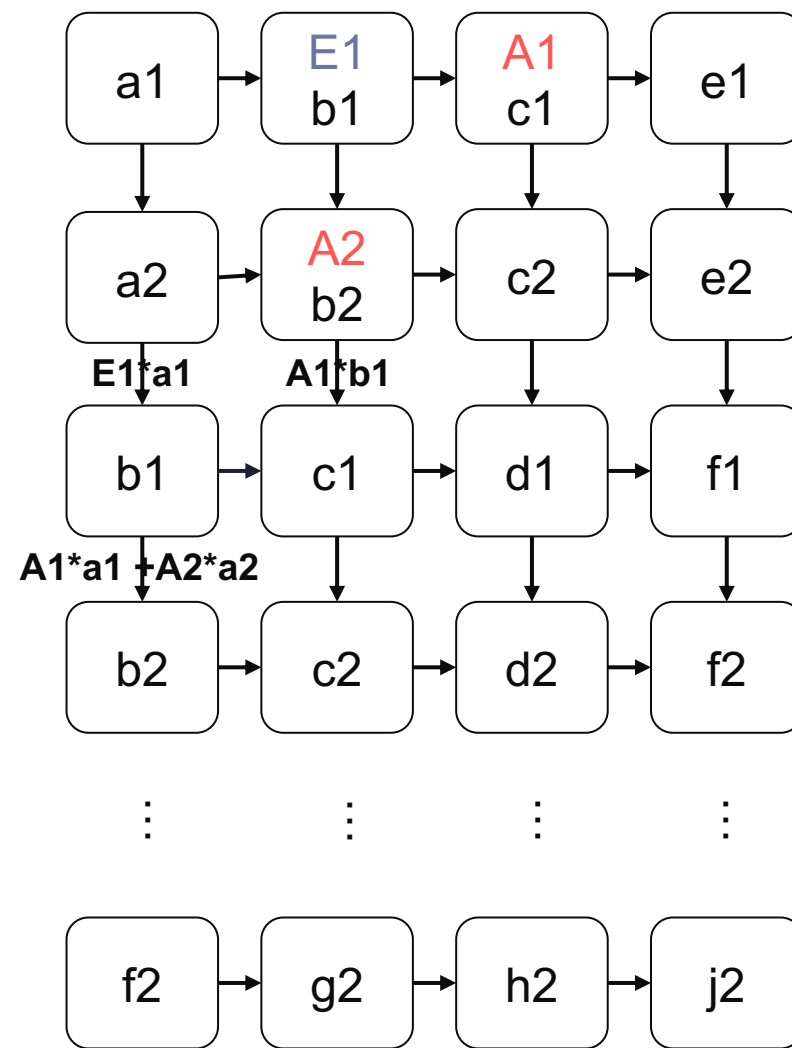 a1
E1
b1
A1
c1
e1
a2
A2
b2
c2
e2
E1*a1
A1*b1
b1
c1
d1
f1
A1*a1 +A2*a2
b2
c2
d2
f2
⋮
⋮
⋮
⋮
f2
g2
h2
j2